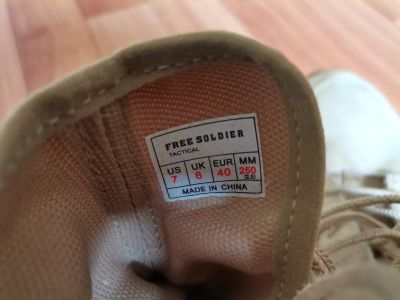 FREE SOLDIER
TACTICAL
US UK EUR MM
7 6 40 250
MADE IN CHINA